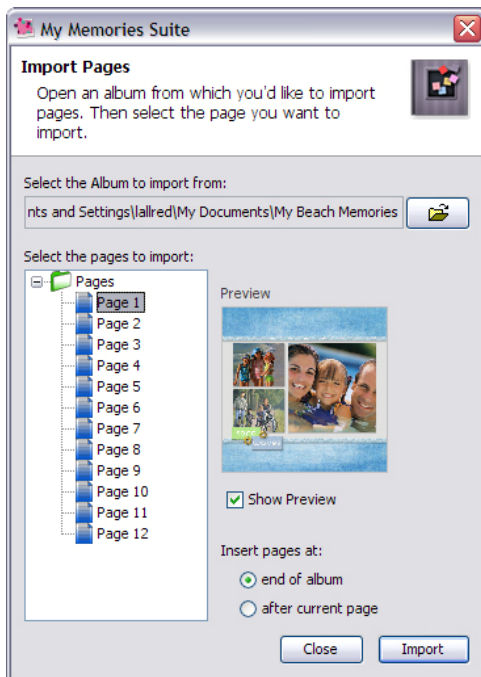 My Memories Suite
Import Pages
Open an album from which you'd like to import
pages. Then select the page you want to
import.
Select the Album to import from:
nts and Settings\lallred\My Documents\My Beach Memories
Select the pages to import:
Pages
Page 1
Page 2
Page 3
Page 4
Page 5
Page 6
Page 7
Page 8
Page 9
Page 10
Page 11
Page 12
Preview
Show Preview
Insert pages at:
end of album
after current page
Close
Import